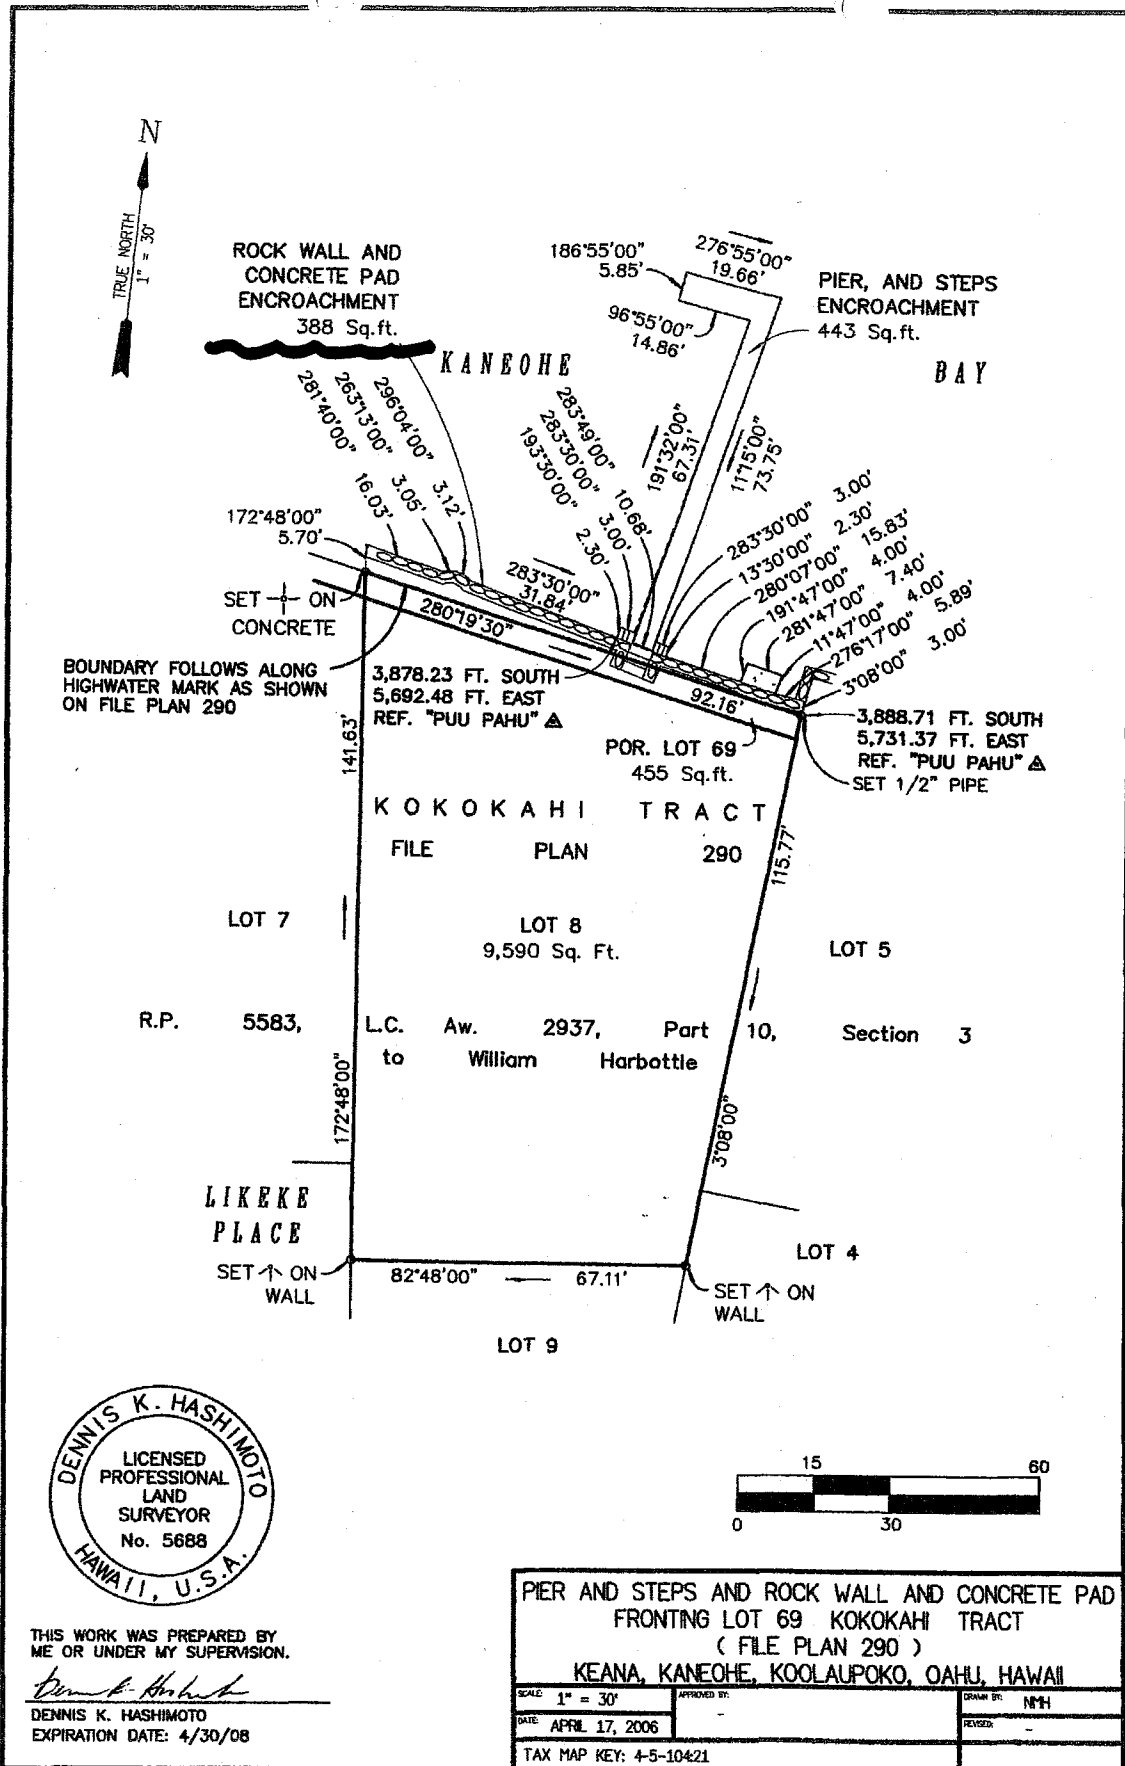 N
TRUE NORTH
1" = 30'
ROCK WALL AND
CONCRETE PAD
ENCROACHMENT
388 Sq.ft.
186°55'00"
5.85'
276°55'00"
19.66'
96°55'00"
14.86'
PIER, AND STEPS
ENCROACHMENT
443 Sq.ft.
KANEOHE
BAY
281°40'00" 16.03'
263°13'00" 3.05'
296°04'00" 3.12'
283°49'00" 10.68'
283°30'00" 3.00'
193°30'00" 2.30'
191°32'00"
67.31'
11°15'00"
73.75'
172°48'00"
5.70'
283°30'00"
31.84'
283°30'00" 3.00'
13°30'00" 2.30'
280°07'00" 15.83'
191°47'00" 4.00'
281°47'00" 7.40'
11°47'00" 4.00'
276°17'00" 5.89'
3°08'00" 3.00'
SET ON
CONCRETE
280°19'30"
92.16'
BOUNDARY FOLLOWS ALONG
HIGHWATER MARK AS SHOWN
ON FILE PLAN 290
3,878.23 FT. SOUTH
5,692.48 FT. EAST
REF. "PUU PAHU"
3,888.71 FT. SOUTH
5,731.37 FT. EAST
REF. "PUU PAHU"
SET 1/2" PIPE
POR. LOT 69
455 Sq.ft.
141.63'
115.77'
KOKOKAHI TRACT
FILE PLAN 290
LOT 7
LOT 8
9,590 Sq. Ft.
LOT 5
R.P. 5583, L.C. Aw. 2937, Part 10, Section 3
to William Harbottle
172°48'00"
3°08'00"
LIKEKE
PLACE
SET ON
WALL
82°48'00" 67.11'
SET ON
WALL
LOT 4
LOT 9
DENNIS K. HASHIMOTO
LICENSED
PROFESSIONAL
LAND
SURVEYOR
No. 5688
HAWAII, U.S.A.
15 60
0 30
THIS WORK WAS PREPARED BY
ME OR UNDER MY SUPERVISION.
Dennis K. Hashimoto
DENNIS K. HASHIMOTO
EXPIRATION DATE: 4/30/08
PIER AND STEPS AND ROCK WALL AND CONCRETE PAD
FRONTING LOT 69 KOKOKAHI TRACT
( FILE PLAN 290 )
KEANA, KANEOHE, KOOLAUPOKO, OAHU, HAWAII
SCALE: 1" = 30'
APPROVED BY: -
DRAWN BY: NMH
DATE: APRIL 17, 2006
REVISED: -
TAX MAP KEY: 4-5-104:21